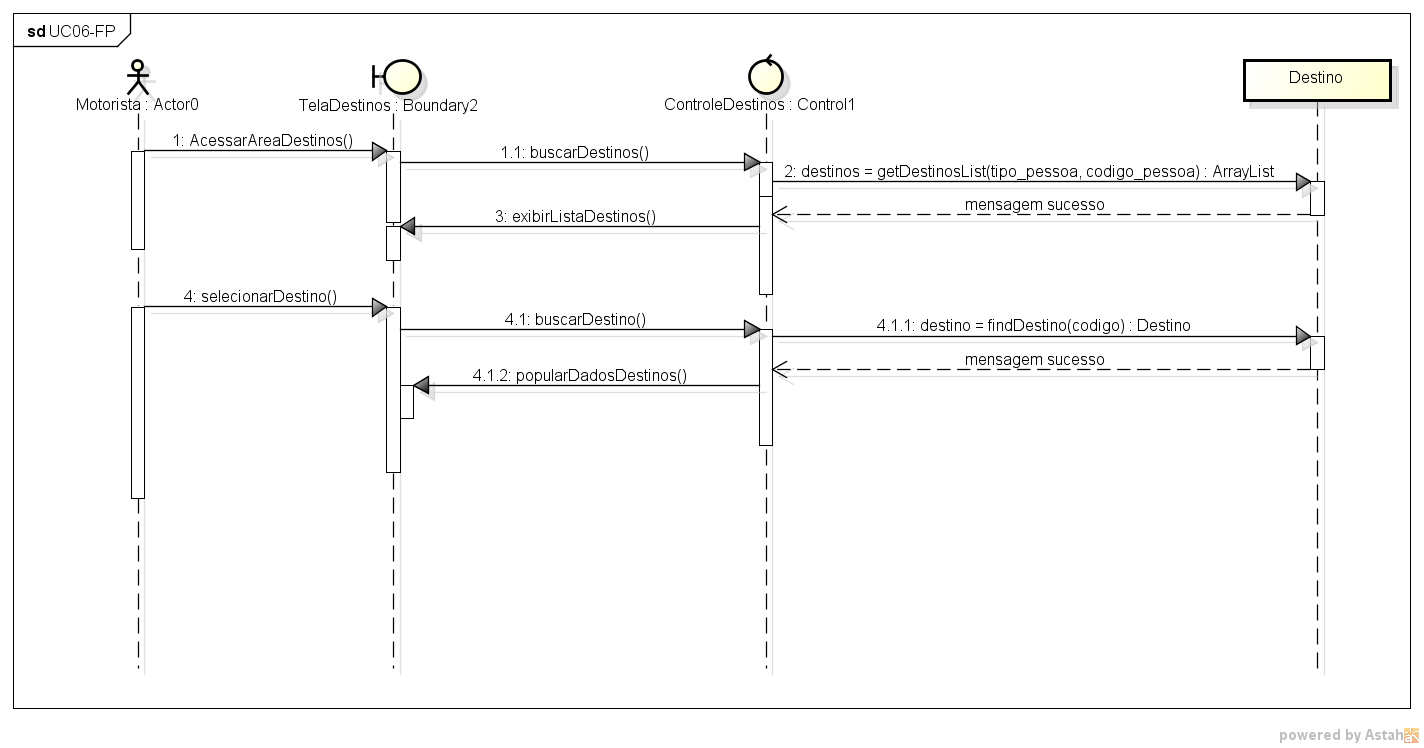 sd UC06-FP
Motorista : Actor0
TelaDestinos : Boundary2
ControleDestinos : Control1
Destino
1: AcessarAreaDestinos()
1.1: buscarDestinos()
2: destinos = getDestinosList(tipo_pessoa, codigo_pessoa) : ArrayList
mensagem sucesso
3: exibirListaDestinos()
4: selecionarDestino()
4.1: buscarDestino()
4.1.1: destino = findDestino(codigo) : Destino
mensagem sucesso
4.1.2: popularDadosDestinos()
powered by Astah